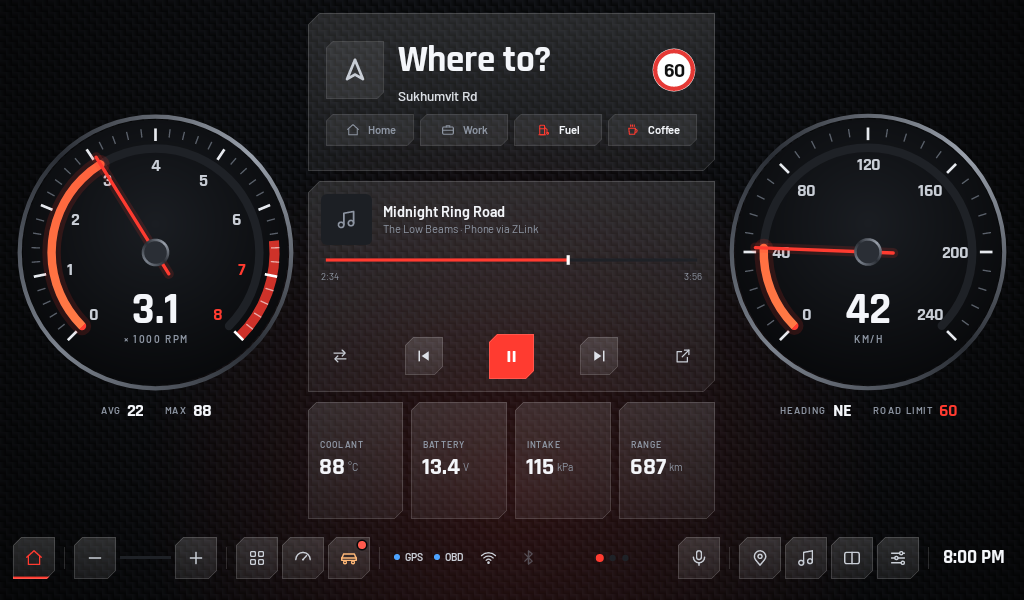 Where to?
Sukhumvit Rd
60
Home
Work
Fuel
Coffee
0
1
2
3
4
5
6
7
8
3.1
× 1000 RPM
AVG 22 MAX 88
Midnight Ring Road
The Low Beams · Phone via ZLink
2:34
3:56
0
40
80
120
160
200
240
42
KM/H
HEADING NE ROAD LIMIT 60
COOLANT
88 °C
BATTERY
13.4 V
INTAKE
115 kPa
RANGE
687 km
GPS
OBD
8:00 PM